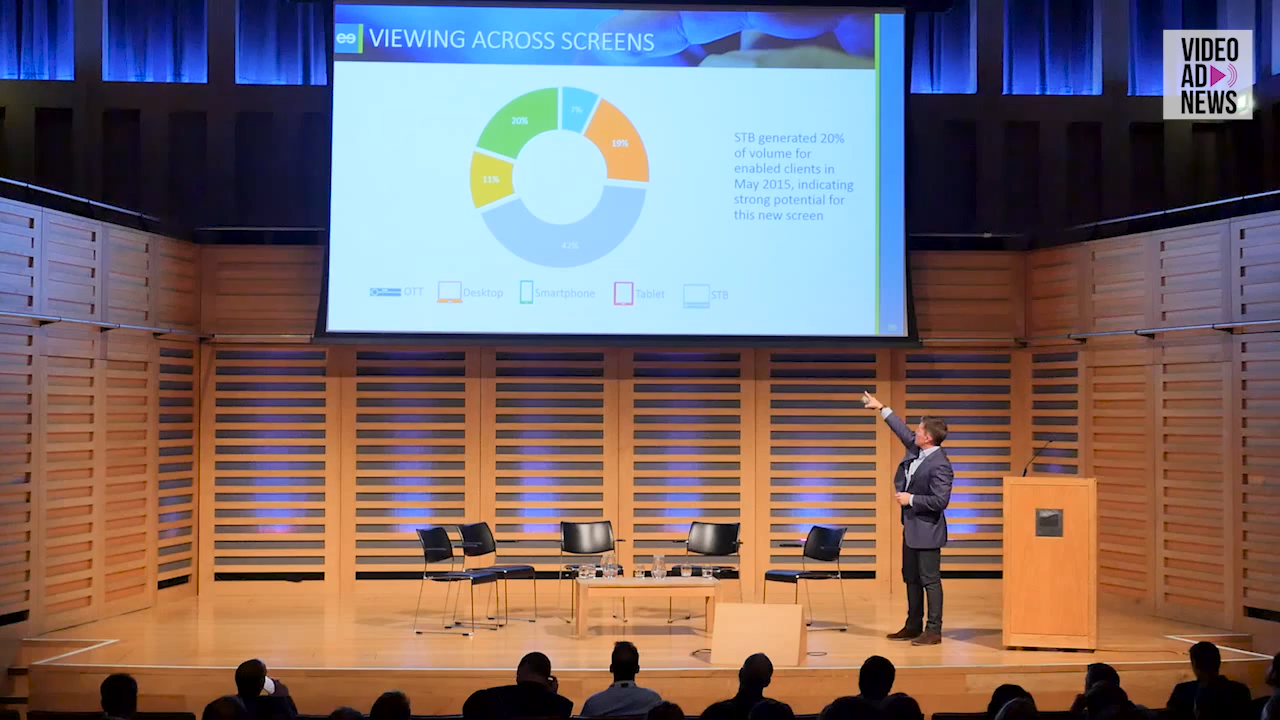 VIEWING ACROSS SCREENS
VIDEO
AD
NEWS
7%
20%
19%
11%
42%
STB generated 20%
of volume for
enabled clients in
May 2015, indicating
strong potential for
this new screen
OTT
Desktop
Smartphone
Tablet
STB